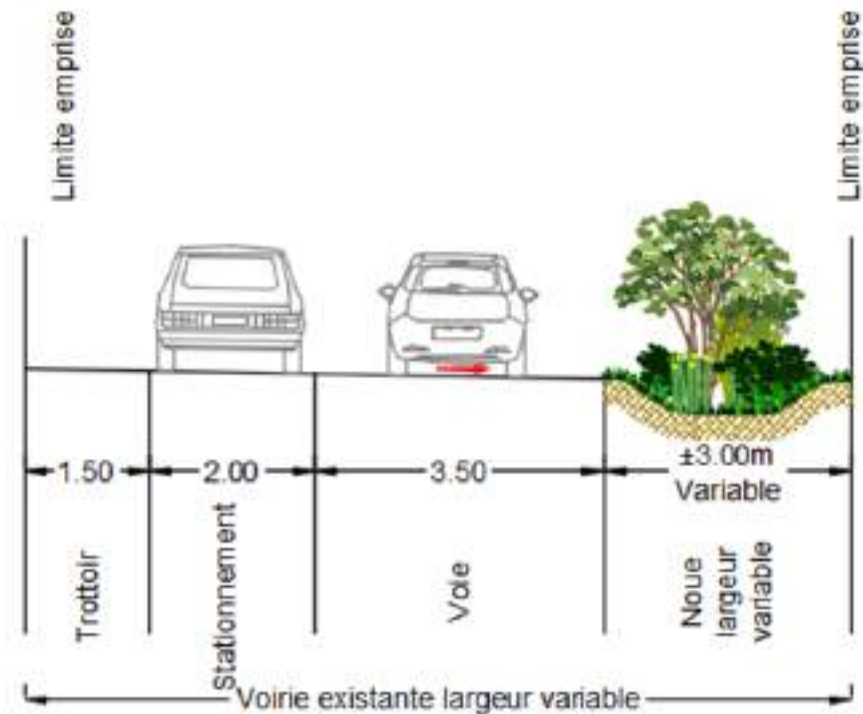 Limite emprise
Limite emprise
1.50
2.00
3.50
±3.00m
Variable
Trottoir
Stationnement
Voie
Noue
largeur
variable
Voirie existante largeur variable